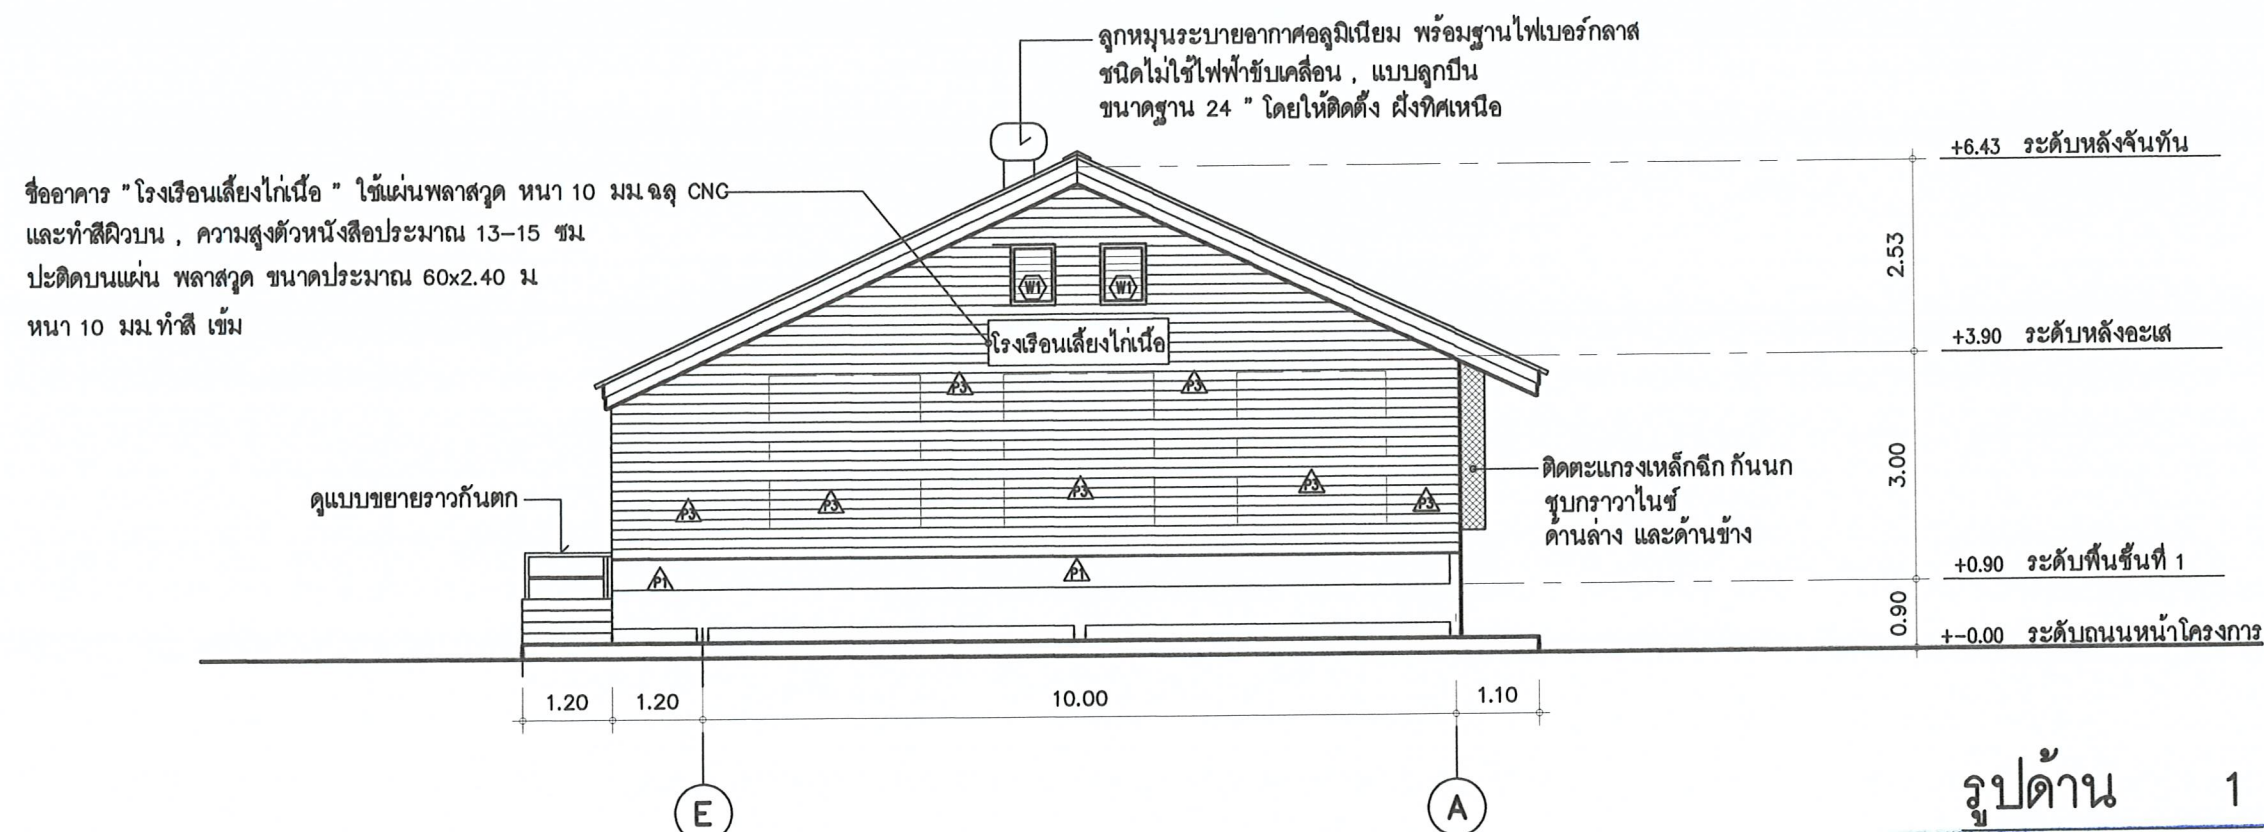 ลูกหมุนระบายอากาศอลูมิเนียม พร้อมฐานไฟเบอร์กลาส
ชนิดไม่ใช้ไฟฟ้าขับเคลื่อน , แบบลูกปืน
ขนาดฐาน 24 " โดยให้ติดตั้ง ฝั่งทิศเหนือ
+6.43 ระดับหลังจันทัน
ชื่ออาคาร " โรงเรือนเลี้ยงไก่เนื้อ " ใช้แผ่นพลาสวูด หนา 10 มม. ฉลุ CNG
และทำสีผิวบน , ความสูงตัวหนังสือประมาณ 13-15 ซม.
ปะติดบนแผ่น พลาสวูด ขนาดประมาณ 60x2.40 ม.
หนา 10 มม. ทำสี เข้ม
2.53
W1 W1
โรงเรือนเลี้ยงไก่เนื้อ
+3.90 ระดับหลังอะเส
P3 P3
ติดตะแกรงเหล็กฉีก กันนก
ชุบกราวาไนซ์
ด้านล่าง และด้านข้าง
3.00
ดูแบบขยายราวกันตก
P3 P3 P3 P3 P3
+0.90 ระดับพื้นชั้นที่ 1
P1 P1
0.90
+-0.00 ระดับถนนหน้าโครงการ
1.20 1.20 10.00 1.10
E A
รูปด้าน 1